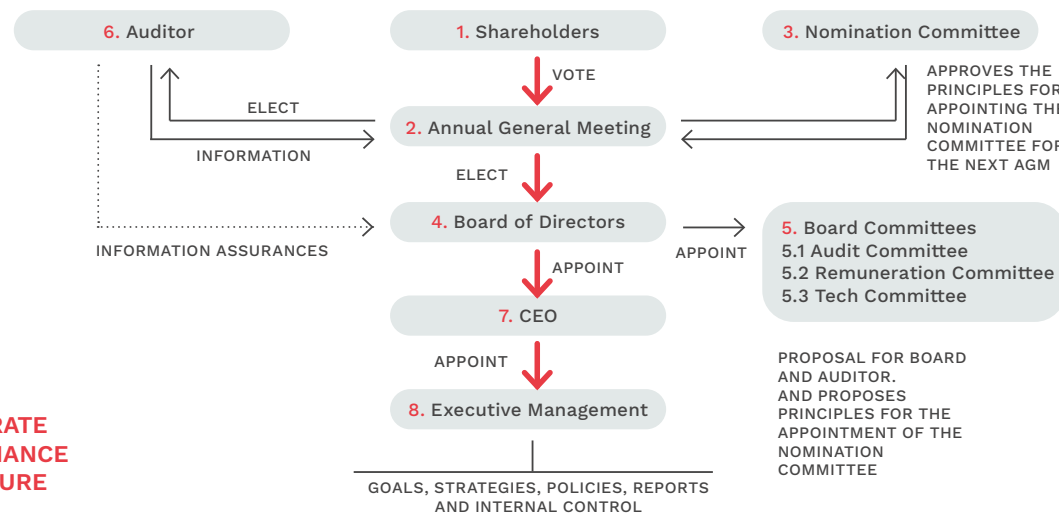 6. Auditor
1. Shareholders
3. Nomination Committee
VOTE
APPROVES THE
PRINCIPLES FOR
APPOINTING THE
NOMINATION
COMMITTEE FOR
THE NEXT AGM
ELECT
2. Annual General Meeting
INFORMATION
ELECT
4. Board of Directors
INFORMATION ASSURANCES
APPOINT
5. Board Committees
5.1 Audit Committee
5.2 Remuneration Committee
5.3 Tech Committee
APPOINT
7. CEO
APPOINT
8. Executive Management
PROPOSAL FOR BOARD
AND AUDITOR.
AND PROPOSES
PRINCIPLES FOR THE
APPOINTMENT OF THE
NOMINATION
COMMITTEE
RATE
NANCE
URE
GOALS, STRATEGIES, POLICIES, REPORTS
AND INTERNAL CONTROL